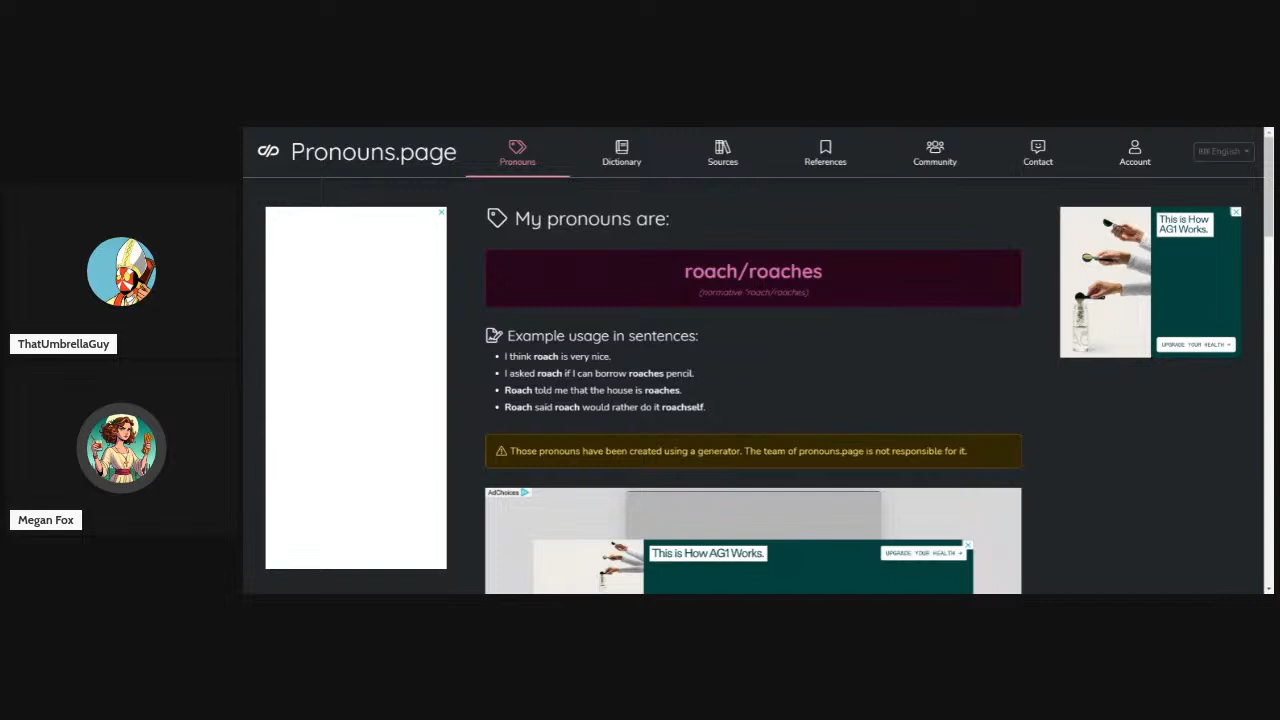 Pronouns.page
Pronouns
Dictionary
Sources
References
Community
Contact
Account
English
My pronouns are:
roach/roaches
(normative "roach/roaches)
Example usage in sentences:
I think roach is very nice.
I asked roach if I can borrow roaches pencil.
Roach told me that the house is roaches.
Roach said roach would rather do it roachself.
Those pronouns have been created using a generator. The team of pronouns.page is not responsible for it.
AdChoices
This is How AG1 Works.
UPGRADE YOUR HEALTH →
This is How
AG1 Works.
UPGRADE YOUR HEALTH →
ThatUmbrellaGuy
Megan Fox